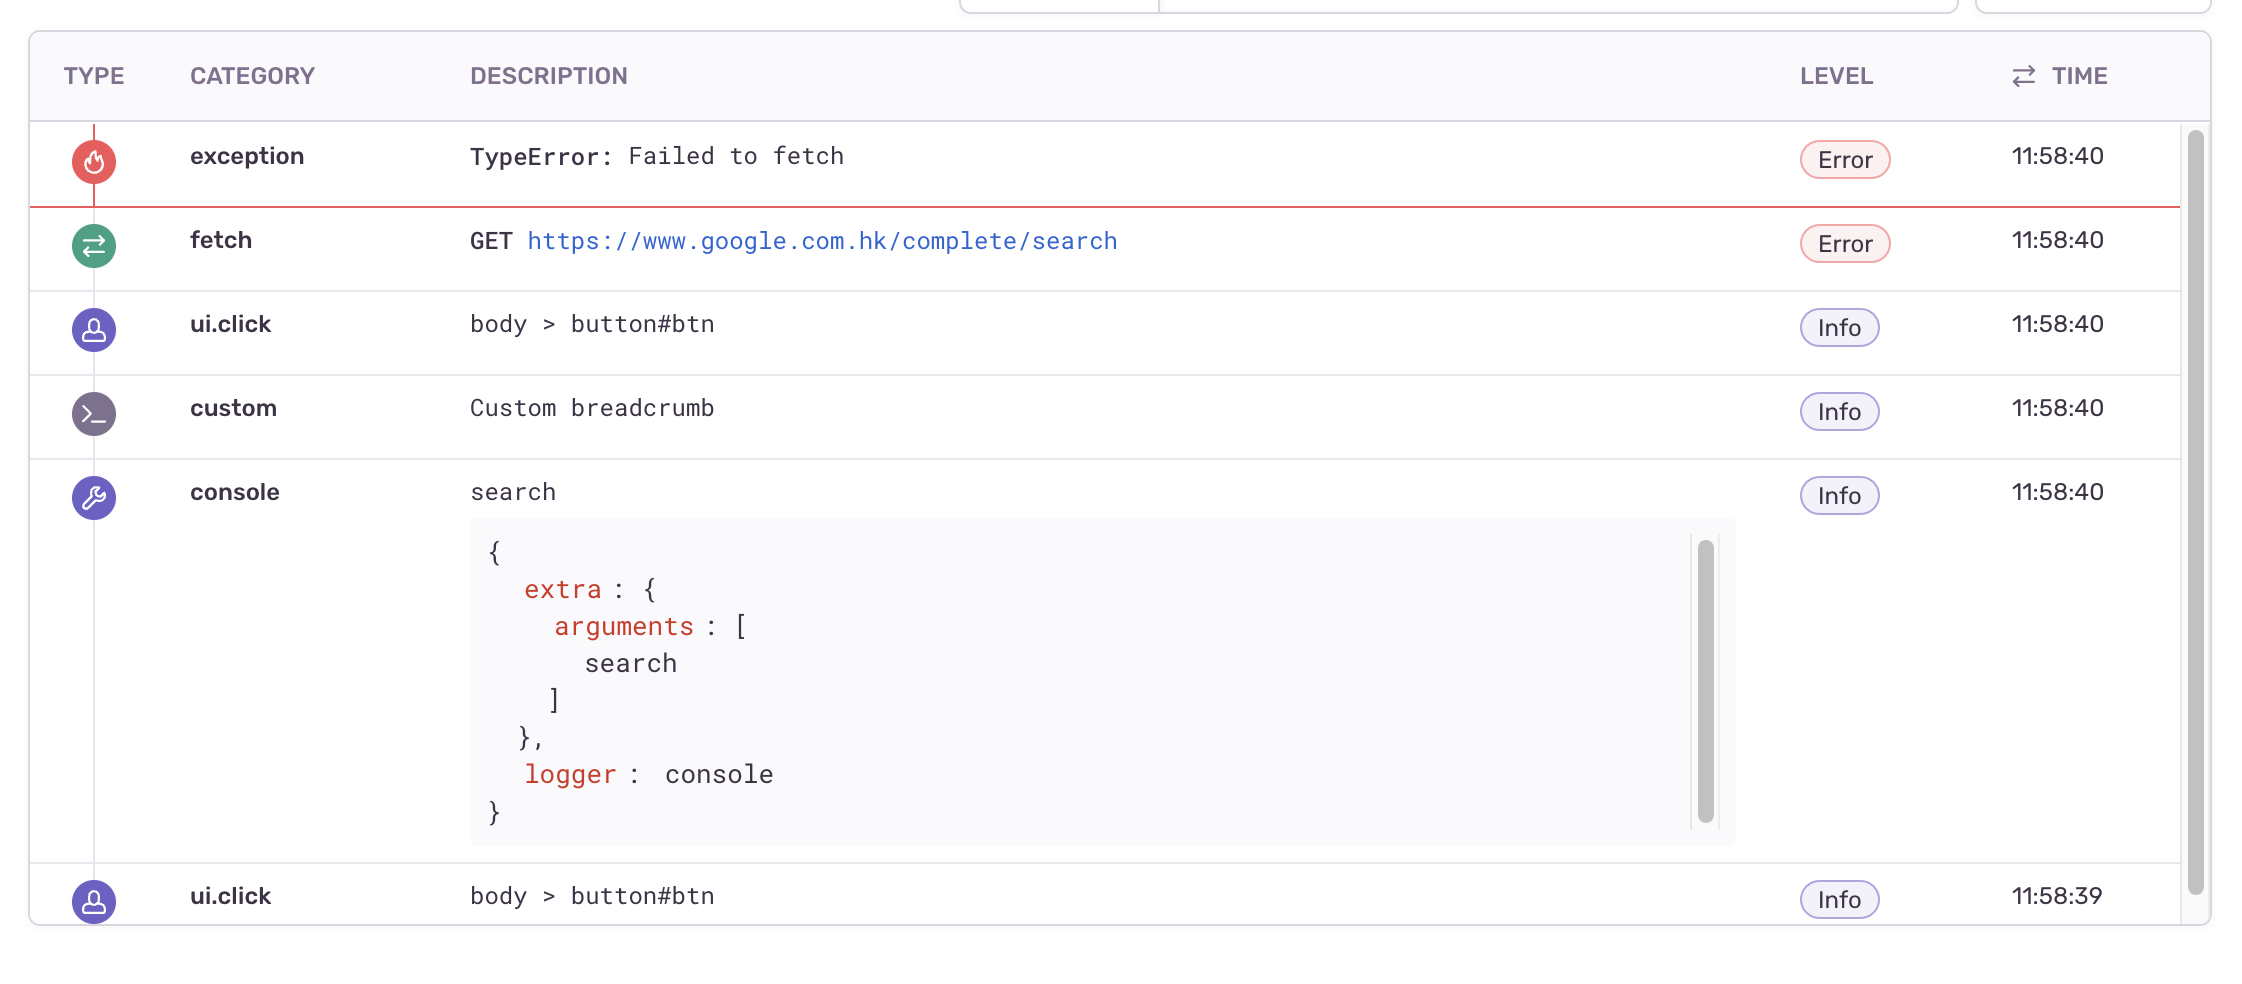 TYPE CATEGORY DESCRIPTION LEVEL TIME
exception TypeError: Failed to fetch Error 11:58:40
fetch GET https://www.google.com.hk/complete/search Error 11:58:40
ui.click body > button#btn Info 11:58:40
custom Custom breadcrumb Info 11:58:40
console search Info 11:58:40
{
extra : {
arguments : [
search
]
},
logger : console
}
ui.click body > button#btn Info 11:58:39